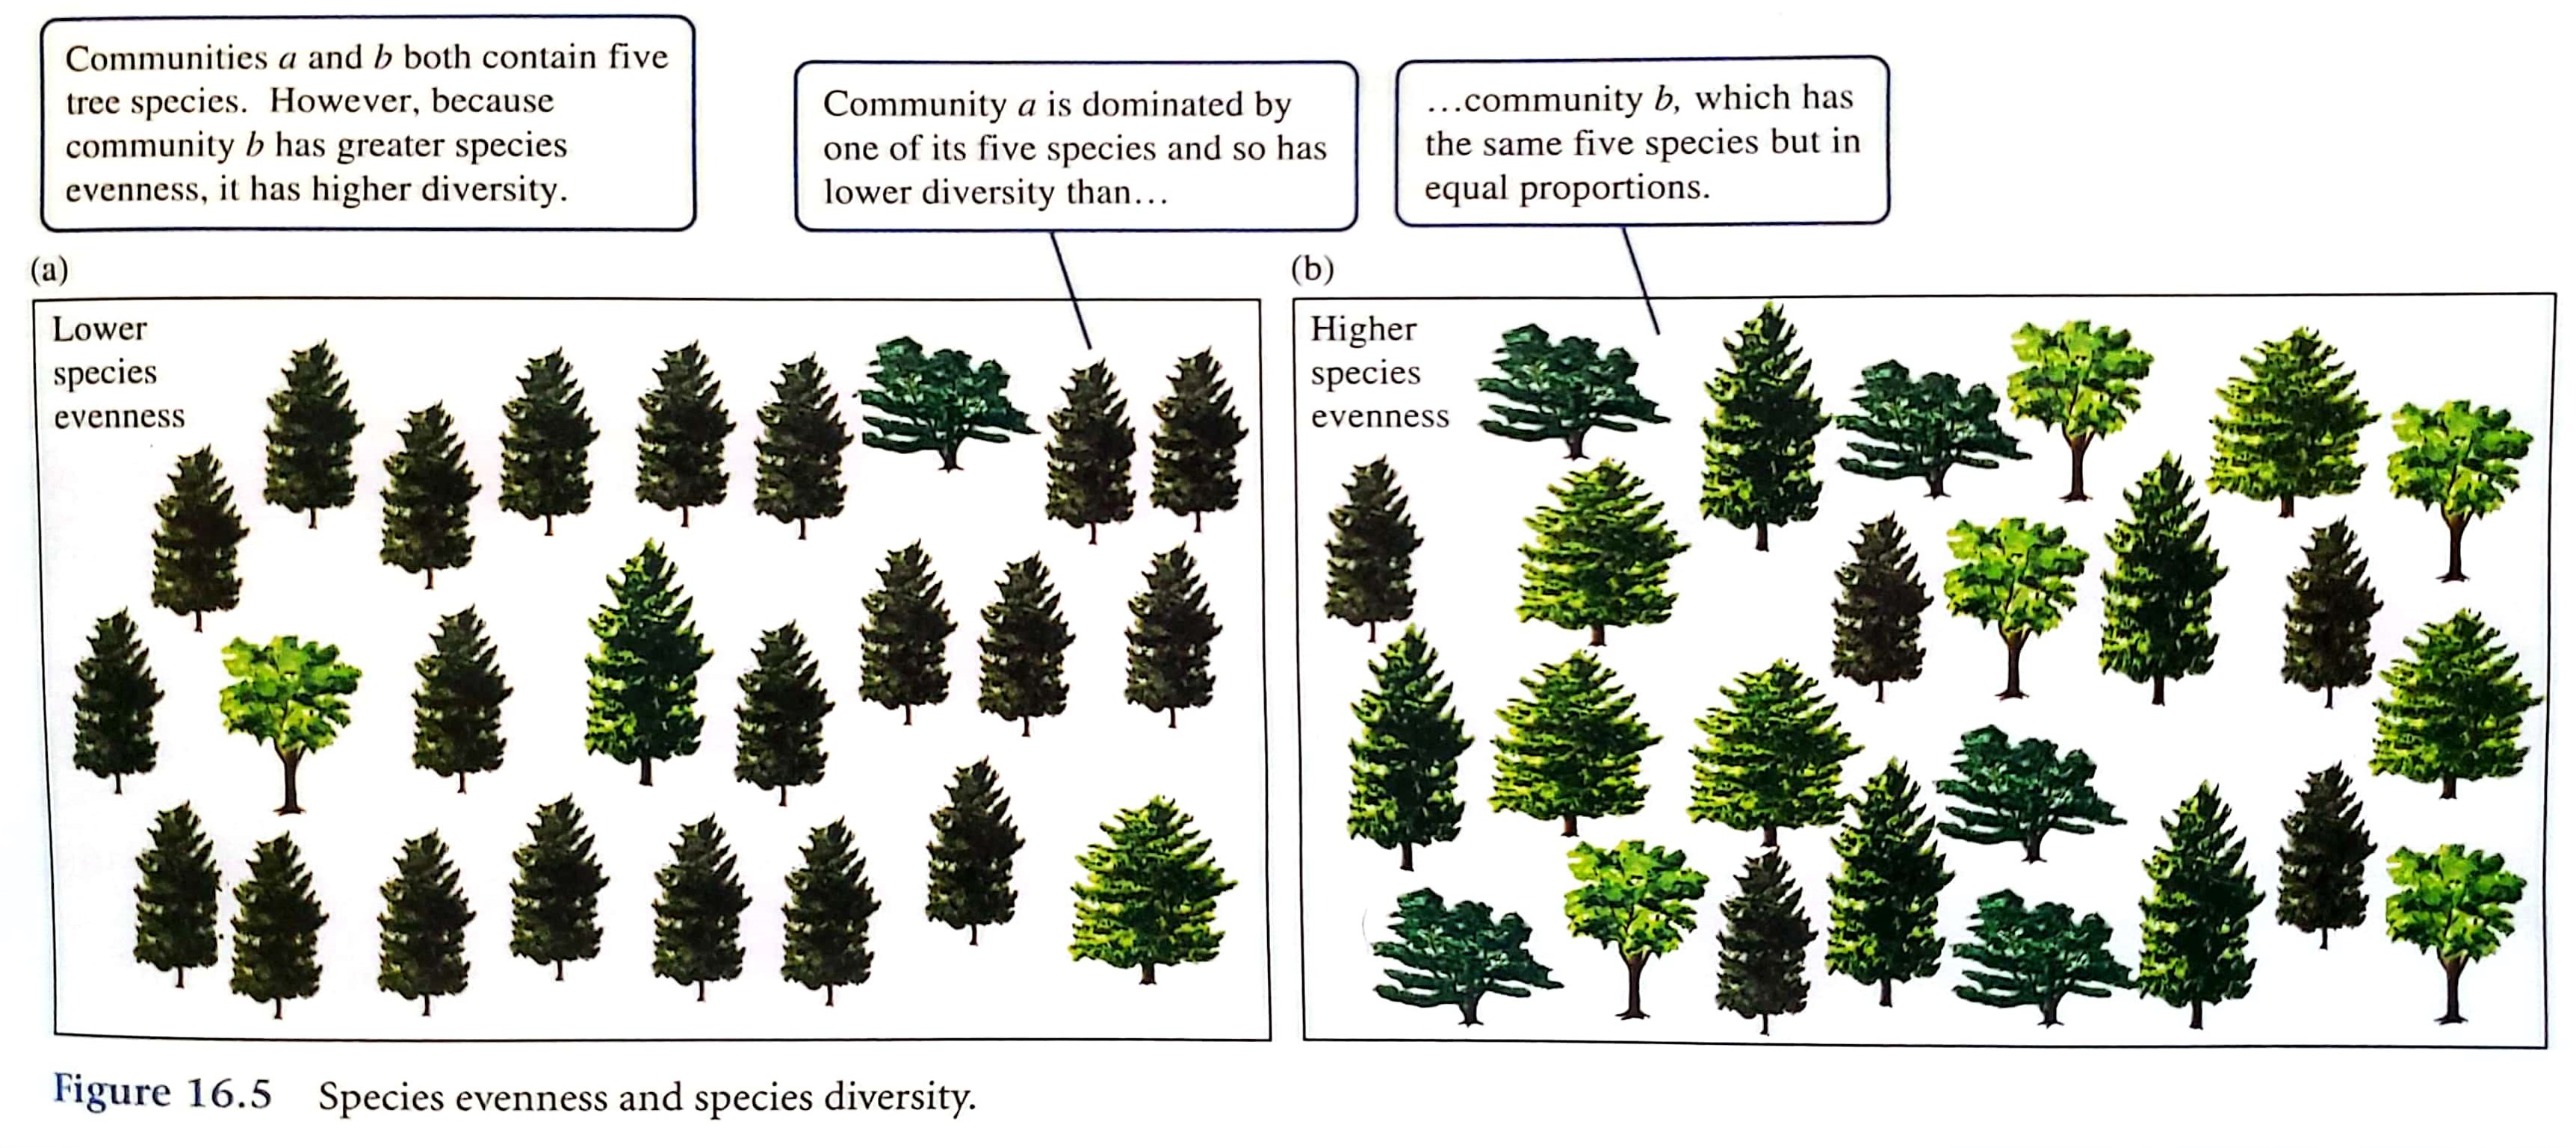 Communities a and b both contain five
tree species. However, because
community b has greater species
evenness, it has higher diversity.
Community a is dominated by
one of its five species and so has
lower diversity than...
...community b, which has
the same five species but in
equal proportions.
(a)
(b)
Lower
species
evenness
Higher
species
evenness
Figure 16.5 Species evenness and species diversity.